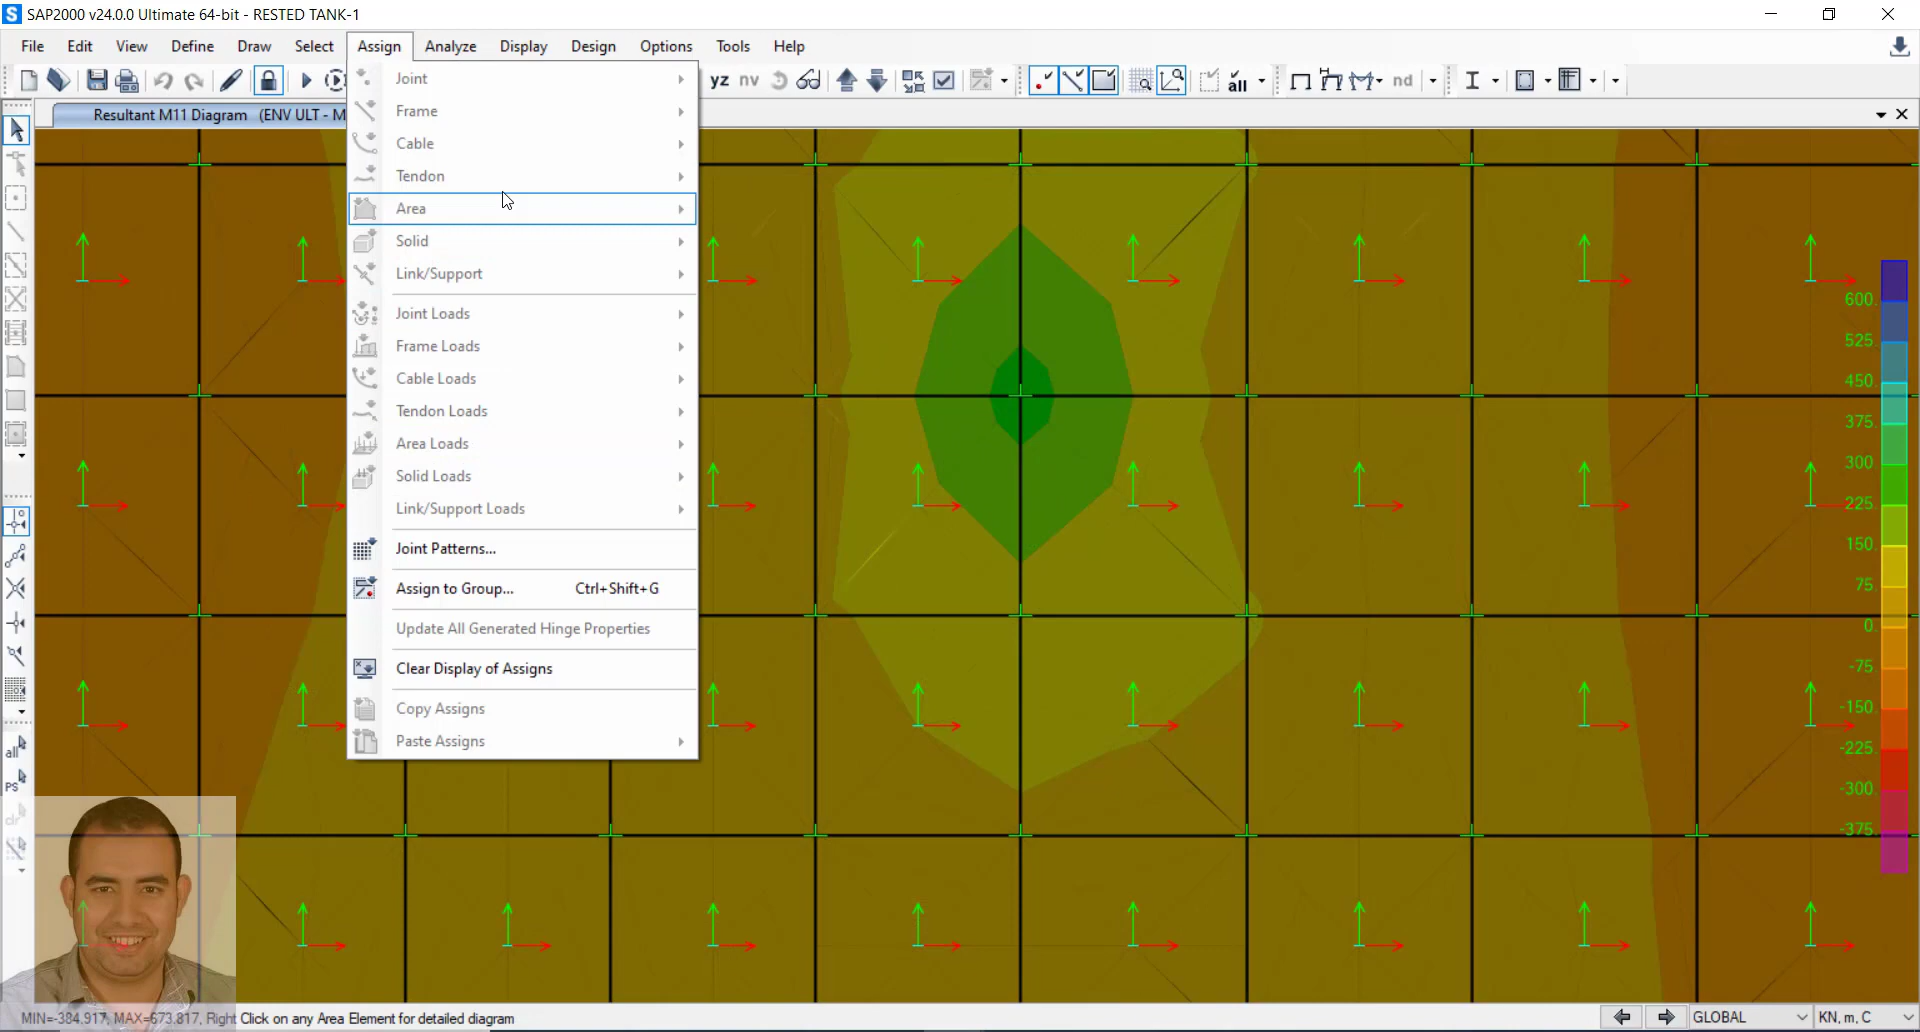 SAP2000 v24.0.0 Ultimate 64-bit - RESTED TANK-1
File Edit View Define Draw Select Assign Analyze Display Design Options Tools Help
yz nv all nd
Resultant M11 Diagram (ENV ULT - M
Joint
Frame
Cable
Tendon
Area
Solid
Link/Support
Joint Loads
Frame Loads
Cable Loads
Tendon Loads
Area Loads
Solid Loads
Link/Support Loads
Joint Patterns...
Assign to Group... Ctrl+Shift+G
Update All Generated Hinge Properties
Clear Display of Assigns
Copy Assigns
Paste Assigns
600.
525.
450.
375.
300.
225.
150.
75.
0.
-75.
-150.
-225.
-300.
-375.
all
PS
clr
MIN=-384.917, MAX=673.817, Right Click on any Area Element for detailed diagram
GLOBAL
KN, m, C